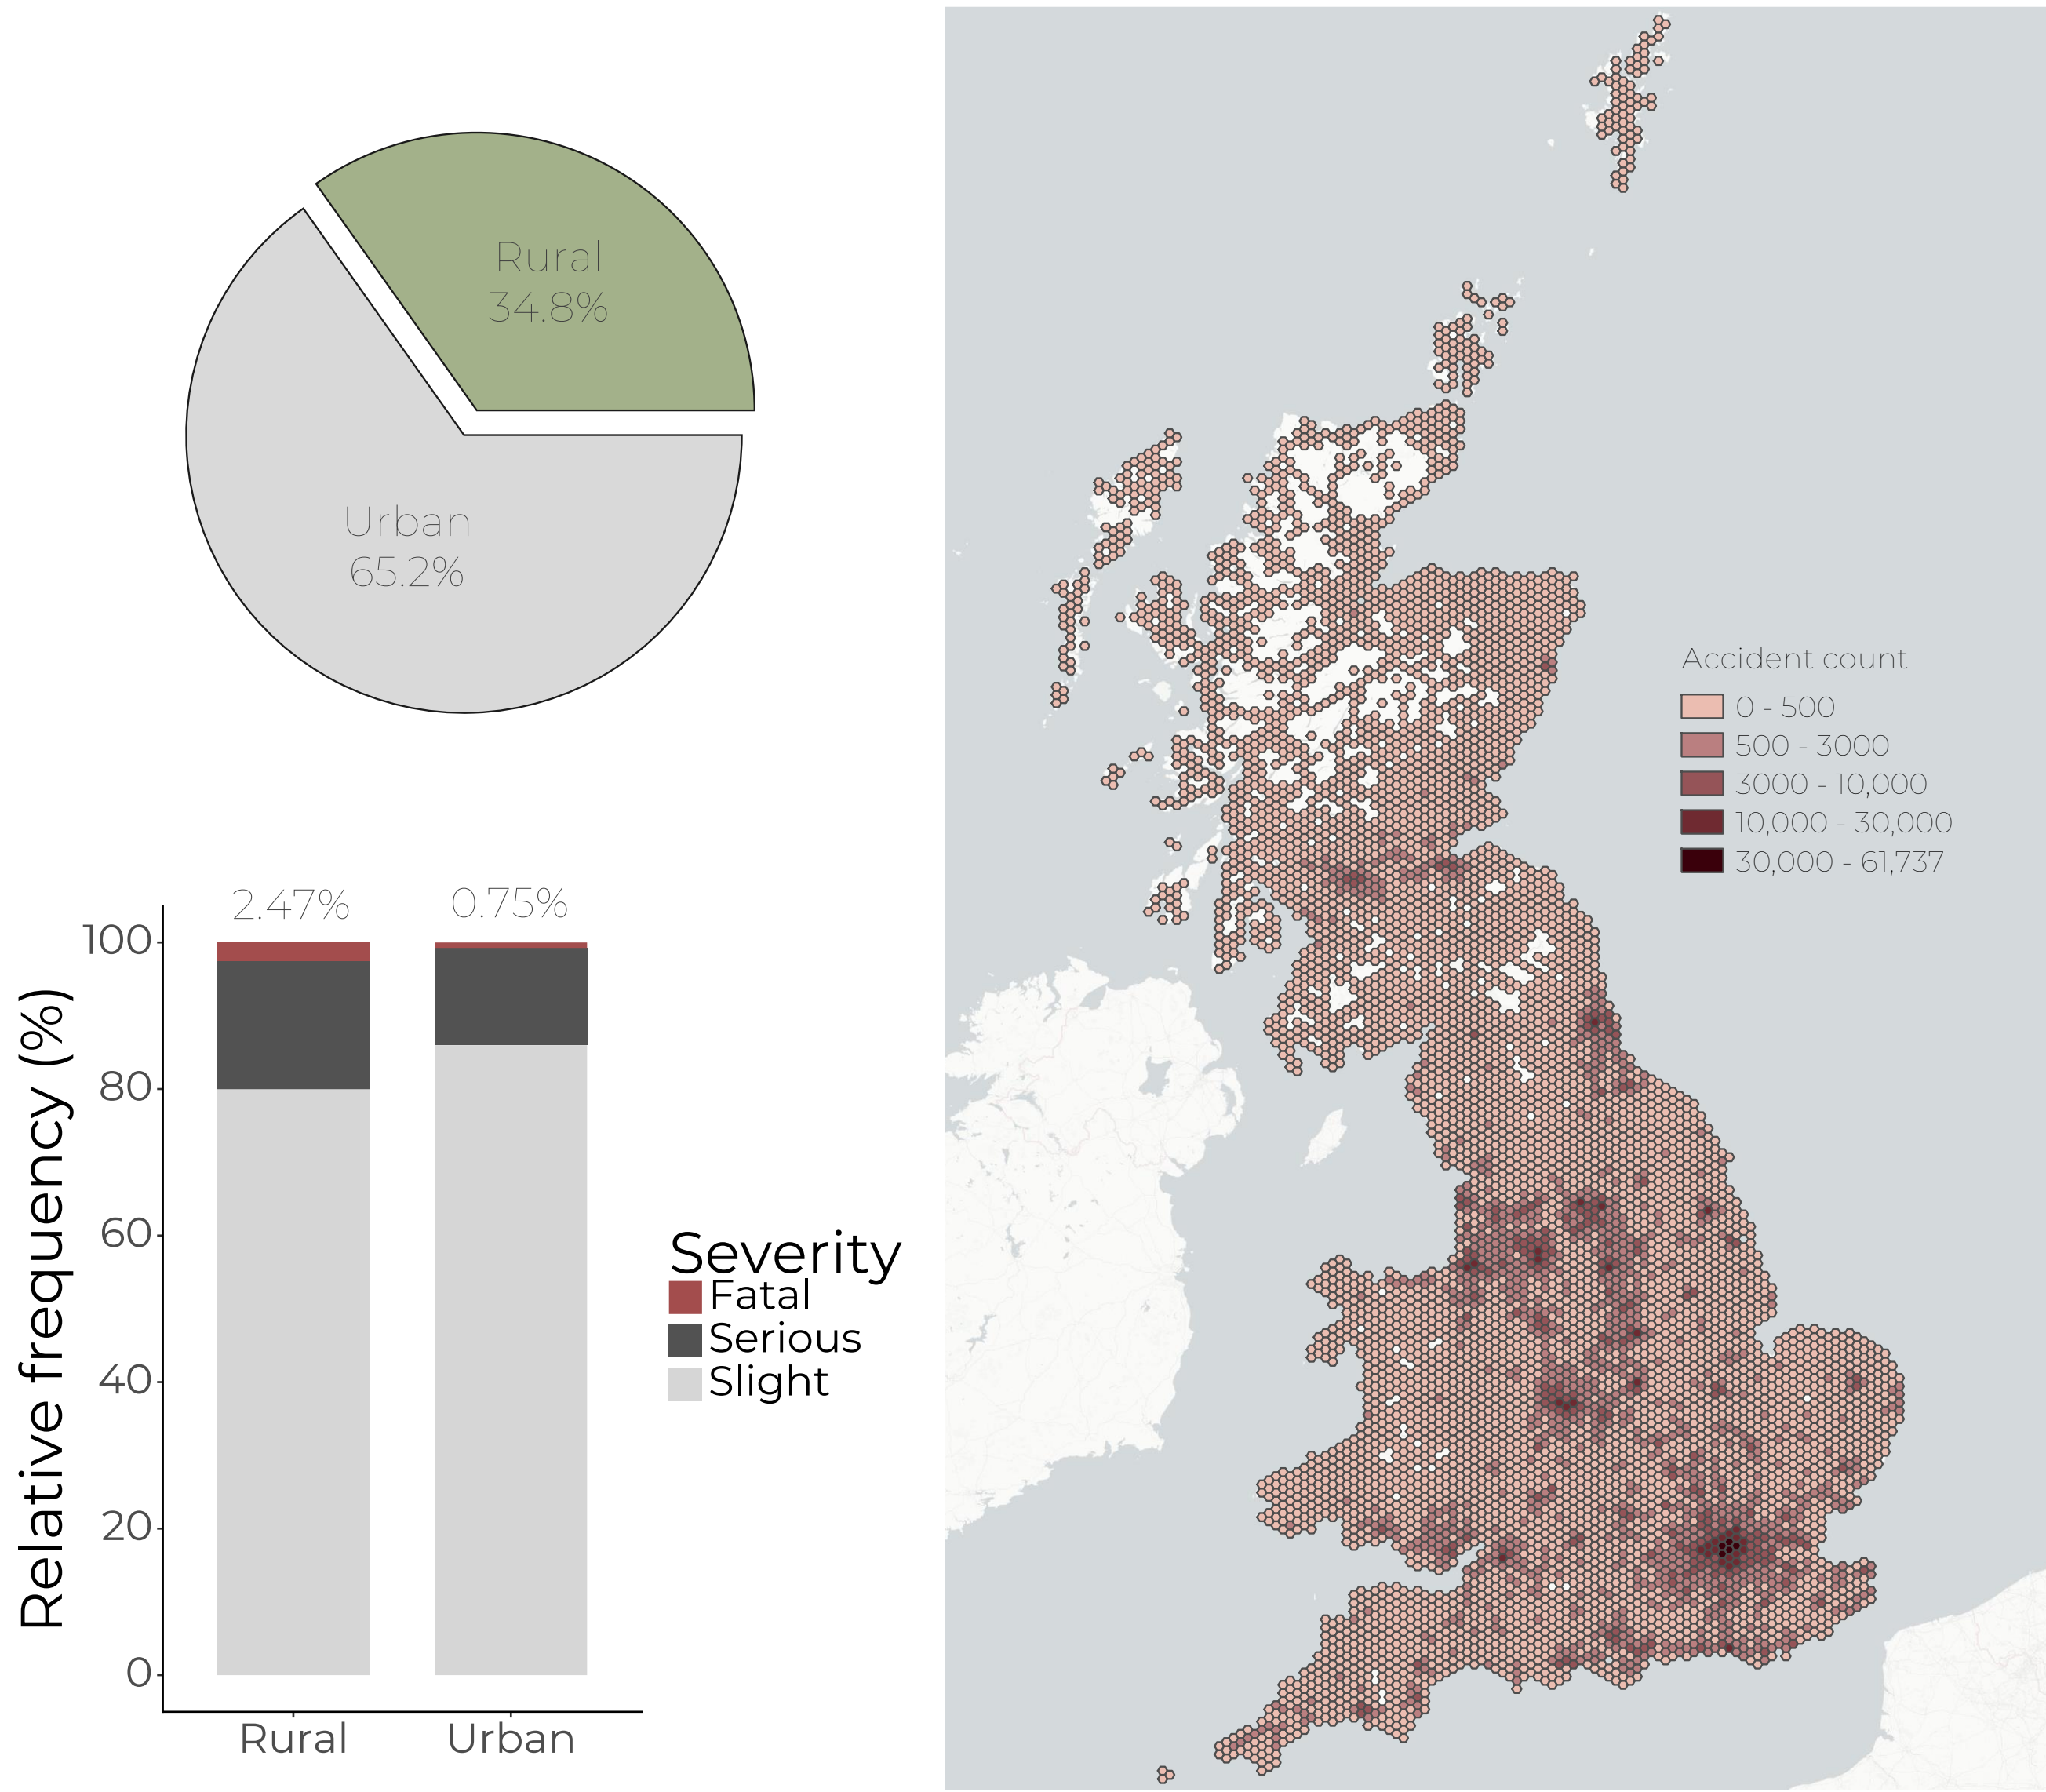 Rural
34.8%
Urban
65.2%
2.47%
0.75%
100
80
60
40
20
0
Relative frequency (%)
Rural
Urban
Severity
Fatal
Serious
Slight
Accident count
0 - 500
500 - 3000
3000 - 10,000
10,000 - 30,000
30,000 - 61,737